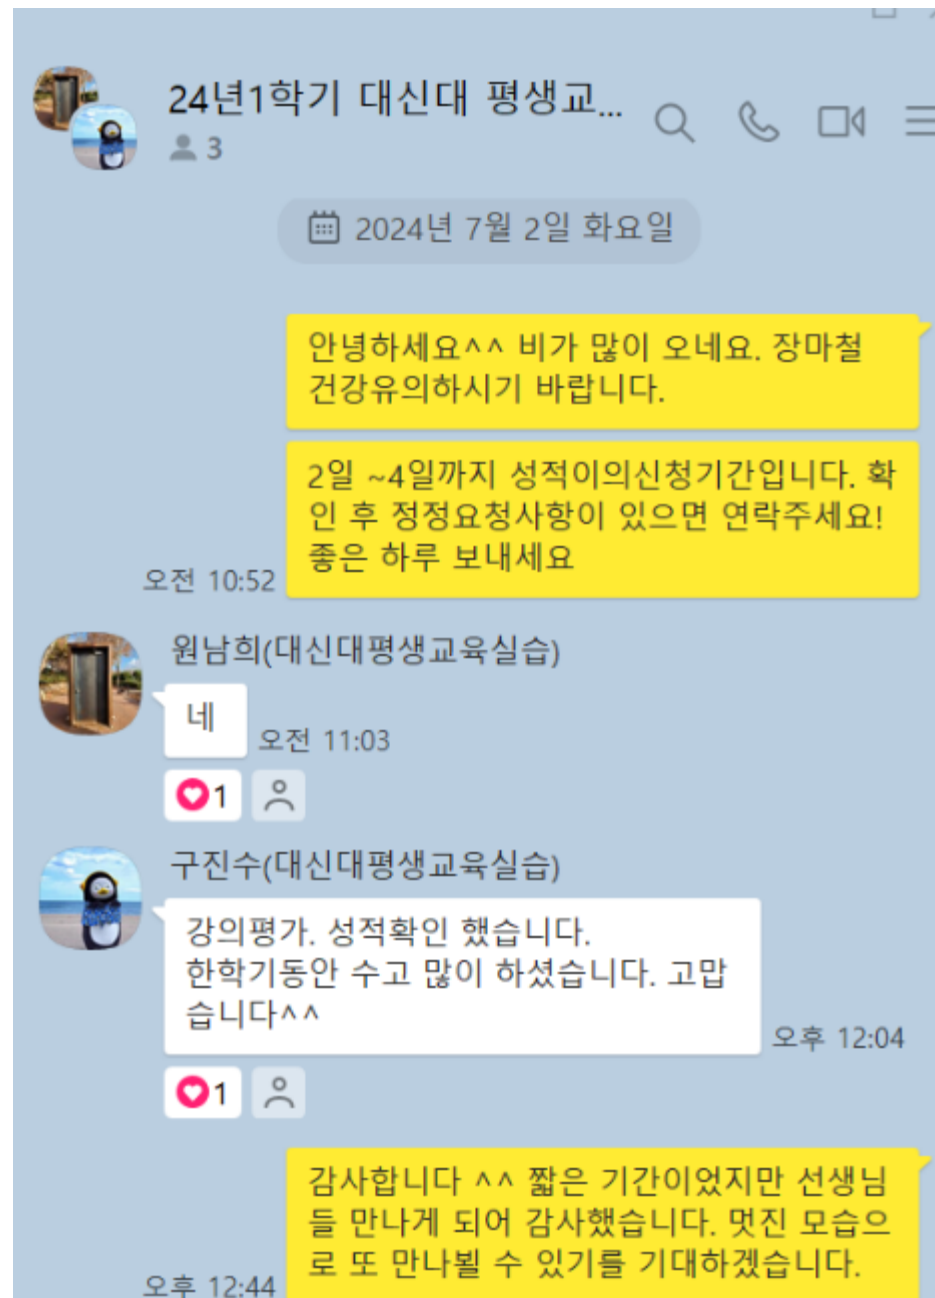 24년1학기 대신대 평생교...
3
2024년 7월 2일 화요일
안녕하세요^^ 비가 많이 오네요. 장마철
건강유의하시기 바랍니다.
2일 ~4일까지 성적이의신청기간입니다. 확
인 후 정정요청사항이 있으면 연락주세요!
좋은 하루 보내세요
오전 10:52
원남희(대신대평생교육실습)
네
오전 11:03
1
구진수(대신대평생교육실습)
강의평가. 성적확인 했습니다.
한학기동안 수고 많이 하셨습니다. 고맙
습니다^^
오후 12:04
1
감사합니다 ^^ 짧은 기간이었지만 선생님
들 만나게 되어 감사했습니다. 멋진 모습으
로 또 만나뵐 수 있기를 기대하겠습니다.
오후 12:44